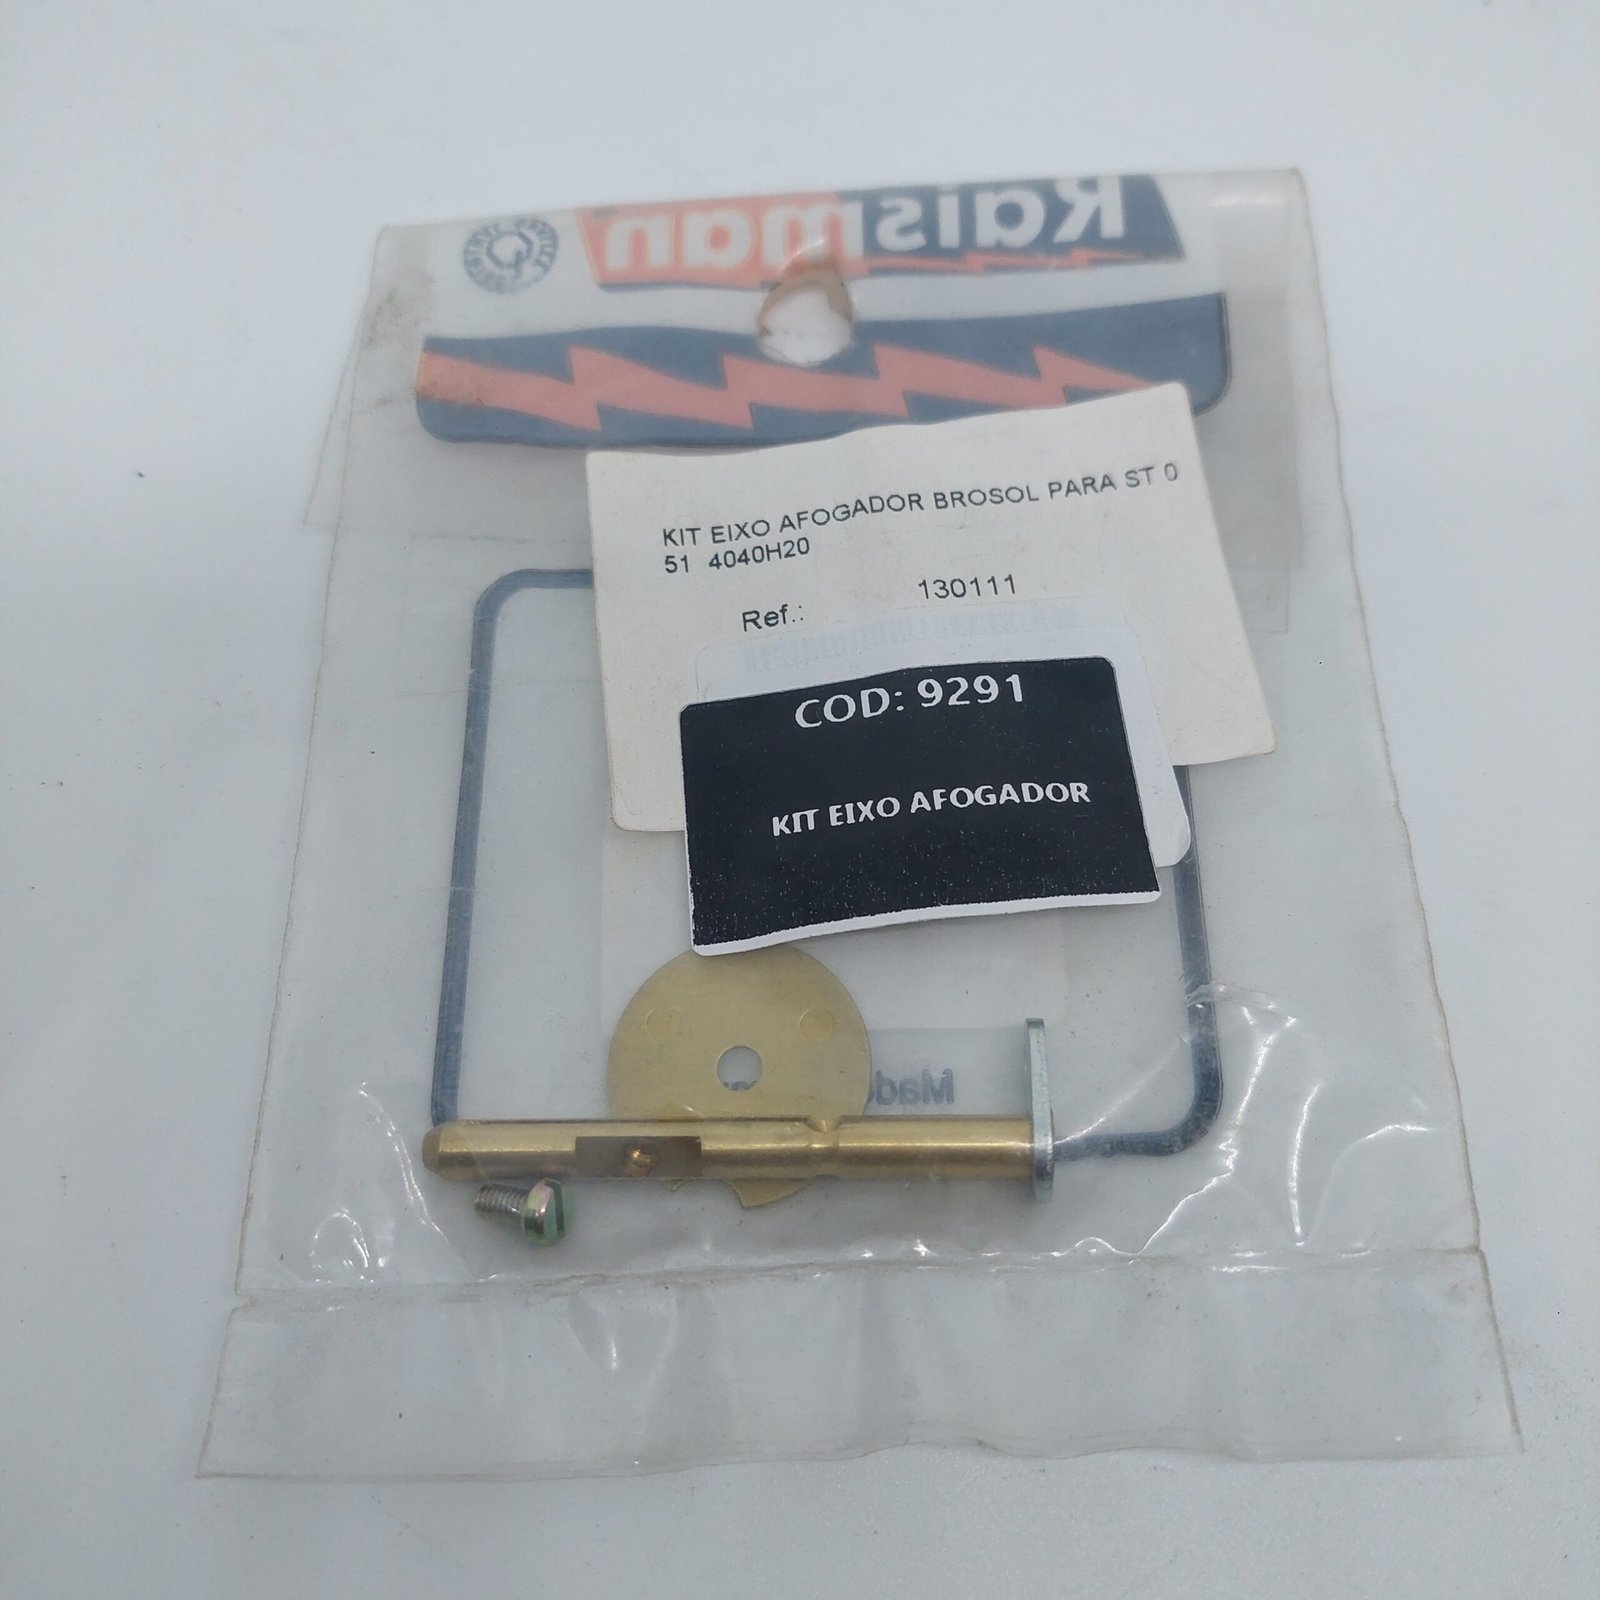 Raisman
KIT EIXO AFOGADOR BROSOL PARA ST 0
51 4040H20
Ref.: 130111
COD: 9291
KIT EIXO AFOGADOR